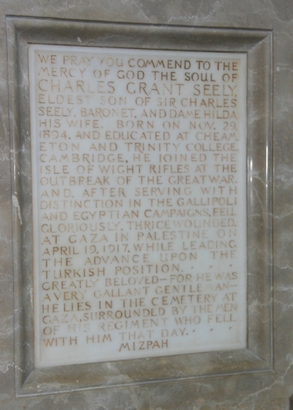 WE PRAY YOU COMMEND TO THE
MERCY OF GOD THE SOUL OF
CHARLES GRANT SEELY,
ELDEST SON OF SIR CHARLES
SEELY, BARONET, AND DAME HILDA
HIS WIFE. BORN ON NOV. 29,
1894, AND EDUCATED AT CHEAM,
ETON AND TRINITY COLLEGE,
CAMBRIDGE, HE JOINED THE
ISLE OF WIGHT RIFLES AT THE
OUTBREAK OF THE GREAT WAR,
AND AFTER SERVING WITH
DISTINCTION IN THE GALLIPOLI
AND EGYPTIAN CAMPAIGNS, FELL
GLORIOUSLY, THRICE WOUNDED,
AT GAZA IN PALESTINE ON
APRIL 19, 1917, WHILE LEADING
THE ADVANCE UPON THE
TURKISH POSITION.
GREATLY BELOVED—FOR HE WAS
A VERY GALLANT GENTLEMAN—
HE LIES IN THE CEMETERY AT
GAZA, SURROUNDED BY THE MEN
OF HIS REGIMENT WHO FELL
WITH HIM THAT DAY.
MIZPAH